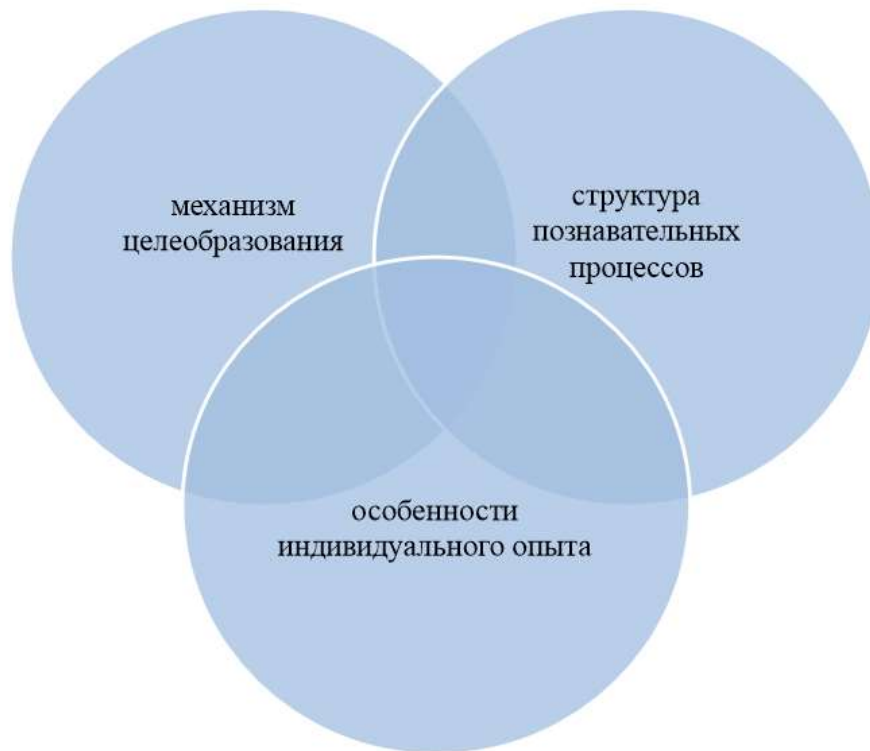 механизм
целеобразования
структура
познавательных
процессов
особенности
индивидуального опыта